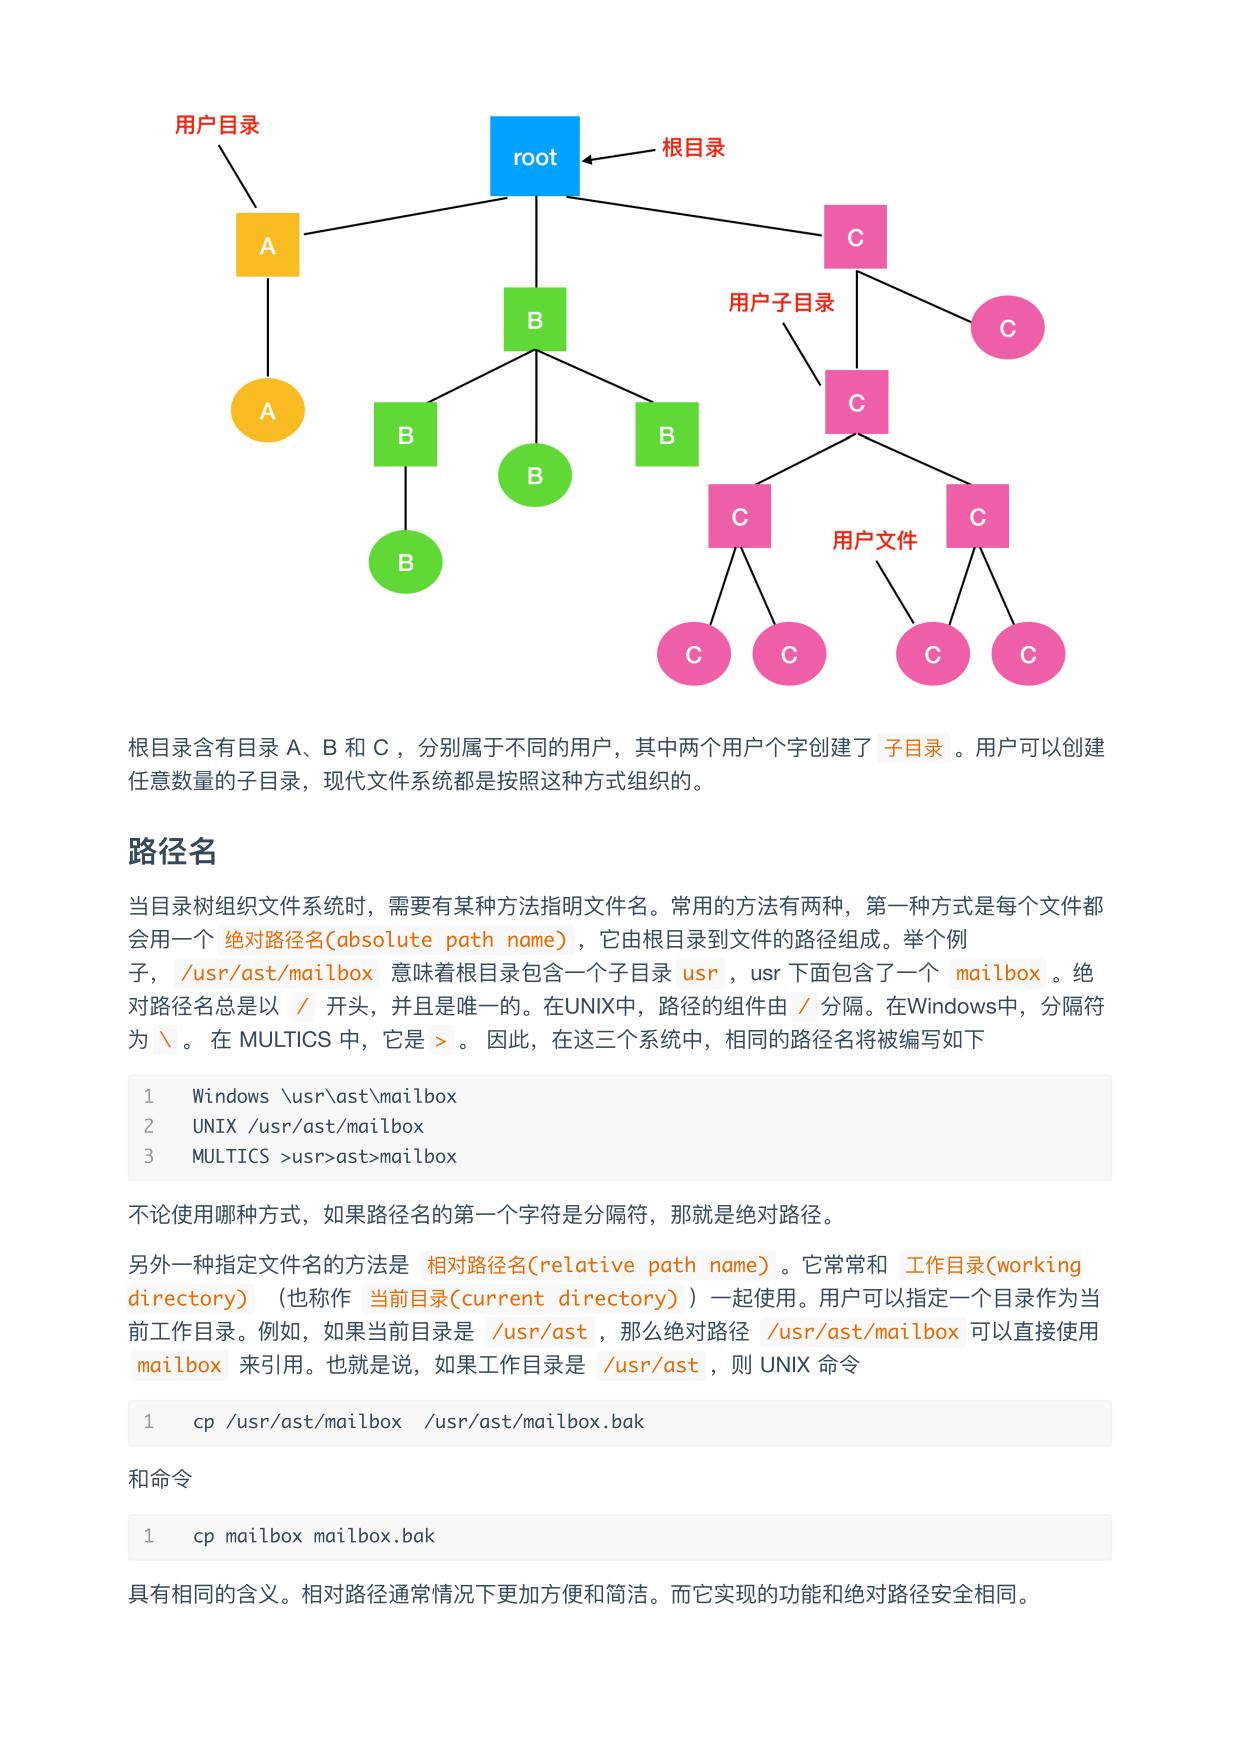 用户目录
root
根目录
A
C
用户子目录
B
C
A
C
B
B
B
C
C
用户文件
B
C
C
C
C
根目录含有目录 A、B 和 C ，分别属于不同的用户，其中两个用户个字创建了 子目录 。用户可以创建
任意数量的子目录，现代文件系统都是按照这种方式组织的。
路径名
当目录树组织文件系统时，需要有某种方法指明文件名。常用的方法有两种，第一种方式是每个文件都
会用一个 绝对路径名(absolute path name) ，它由根目录到文件的路径组成。举个例
子， /usr/ast/mailbox 意味着根目录包含一个子目录 usr ，usr 下面包含了一个 mailbox 。绝
对路径名总是以 / 开头，并且是唯一的。在UNIX中，路径的组件由 / 分隔。在Windows中，分隔符
为 \ 。 在 MULTICS 中，它是 > 。 因此，在这三个系统中，相同的路径名将被编写如下
1 Windows \usr\ast\mailbox
2 UNIX /usr/ast/mailbox
3 MULTICS >usr>ast>mailbox
不论使用哪种方式，如果路径名的第一个字符是分隔符，那就是绝对路径。
另外一种指定文件名的方法是 相对路径名(relative path name) 。它常常和 工作目录(working
directory) （也称作 当前目录(current directory) ）一起使用。用户可以指定一个目录作为当
前工作目录。例如，如果当前目录是 /usr/ast ，那么绝对路径 /usr/ast/mailbox 可以直接使用
mailbox 来引用。也就是说，如果工作目录是 /usr/ast ，则 UNIX 命令
1 cp /usr/ast/mailbox  /usr/ast/mailbox.bak
和命令
1 cp mailbox mailbox.bak
具有相同的含义。相对路径通常情况下更加方便和简洁。而它实现的功能和绝对路径安全相同。